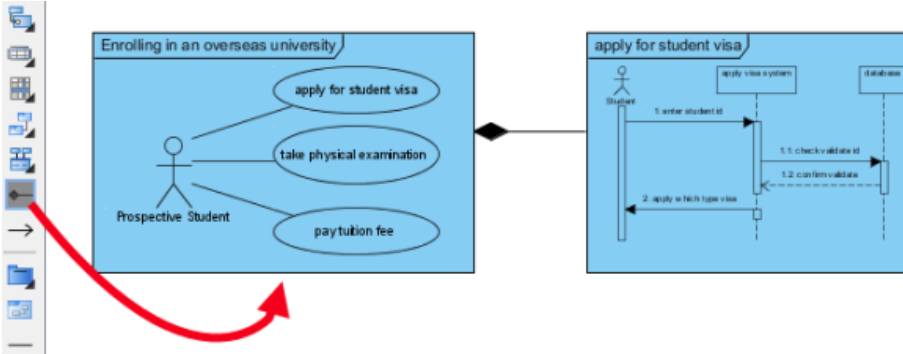 Enrolling in an overseas university
apply for student visa
take physical examination
pay tuition fee
Prospective Student
apply for student visa
Student
apply visa system
database
1. enter student id
1.1: check validate id
1.2: confirm validate
2. apply which type visa